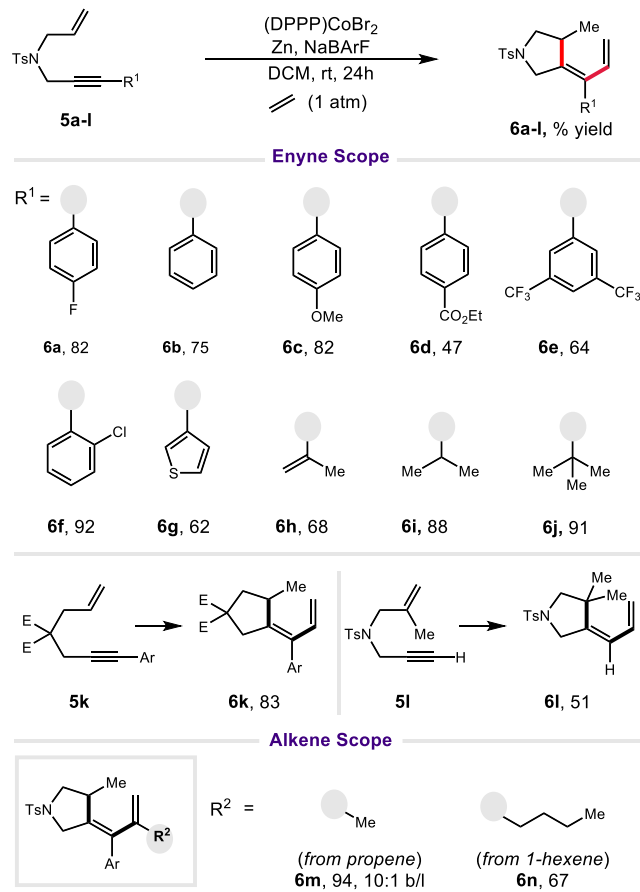 (DPPP)CoBr2
Zn, NaBArF
DCM, rt, 24h
(1 atm)
TsN
R1
5a-l
Me
TsN
R1
6a-l, % yield
Enyne Scope
R1 =
F
OMe
CO2Et
CF3
CF3
6a, 82
6b, 75
6c, 82
6d, 47
6e, 64
Cl
S
Me
Me
Me
Me
Me
Me
6f, 92
6g, 62
6h, 68
6i, 88
6j, 91
E
E
Ar
5k
E
E
Me
Ar
6k, 83
TsN
Me
H
5l
Me
Me
TsN
H
6l, 51
Alkene Scope
Me
TsN
R2
Ar
R2 =
Me
(from propene)
6m, 94, 10:1 b/l
Me
(from 1-hexene)
6n, 67